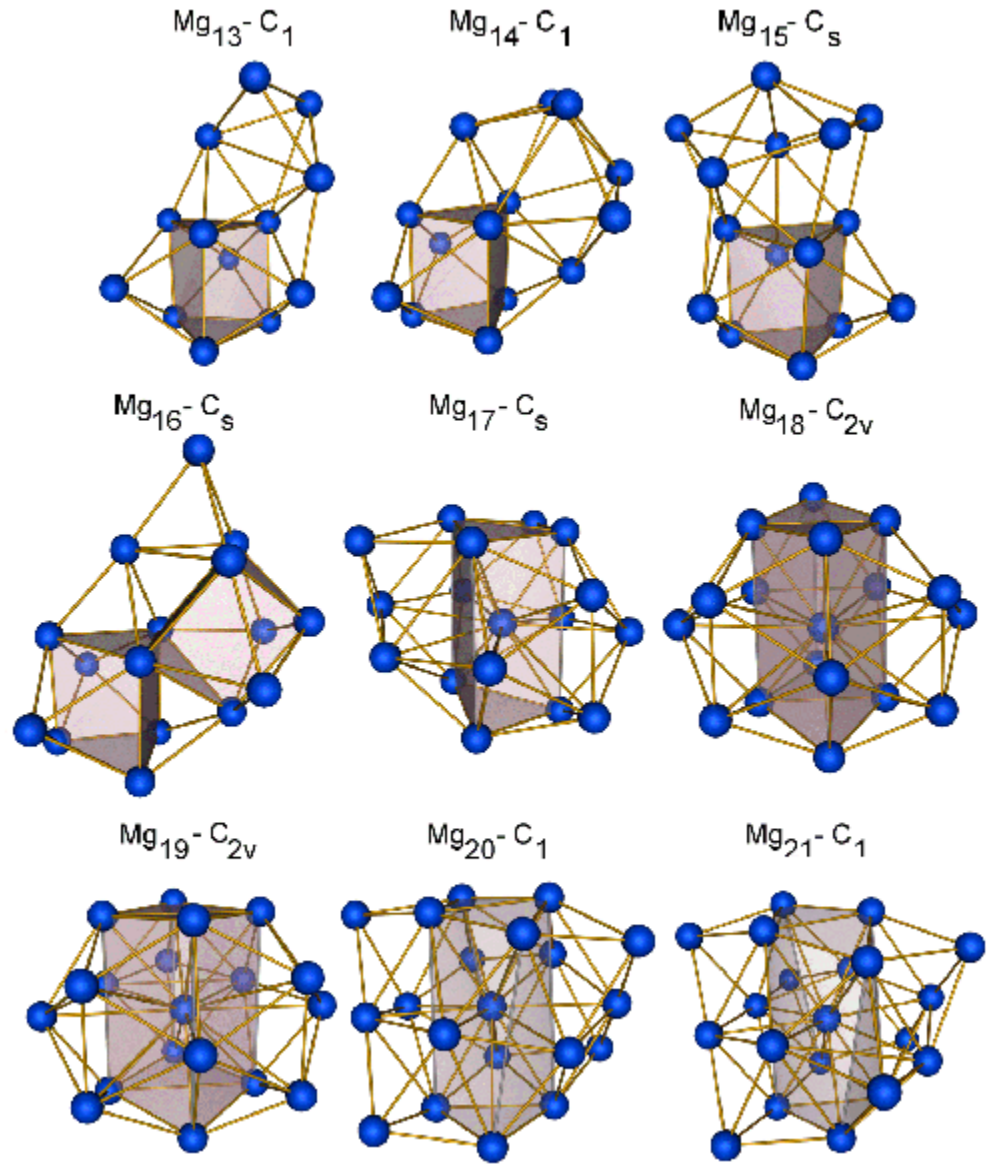 Mg13- C1 Mg14- C1 Mg15- Cs
Mg16- Cs Mg17- Cs Mg18- C2v
Mg19- C2v Mg20- C1 Mg21- C1